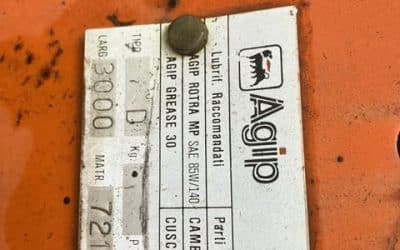 Agip
Lubrif. Raccomandati Parti
AGIP ROTRA MP SAE 85W/140 CAME
AGIP GREASE 30 CUSC
TIPO D Kg. P
LARG. 3000 MATR. 721